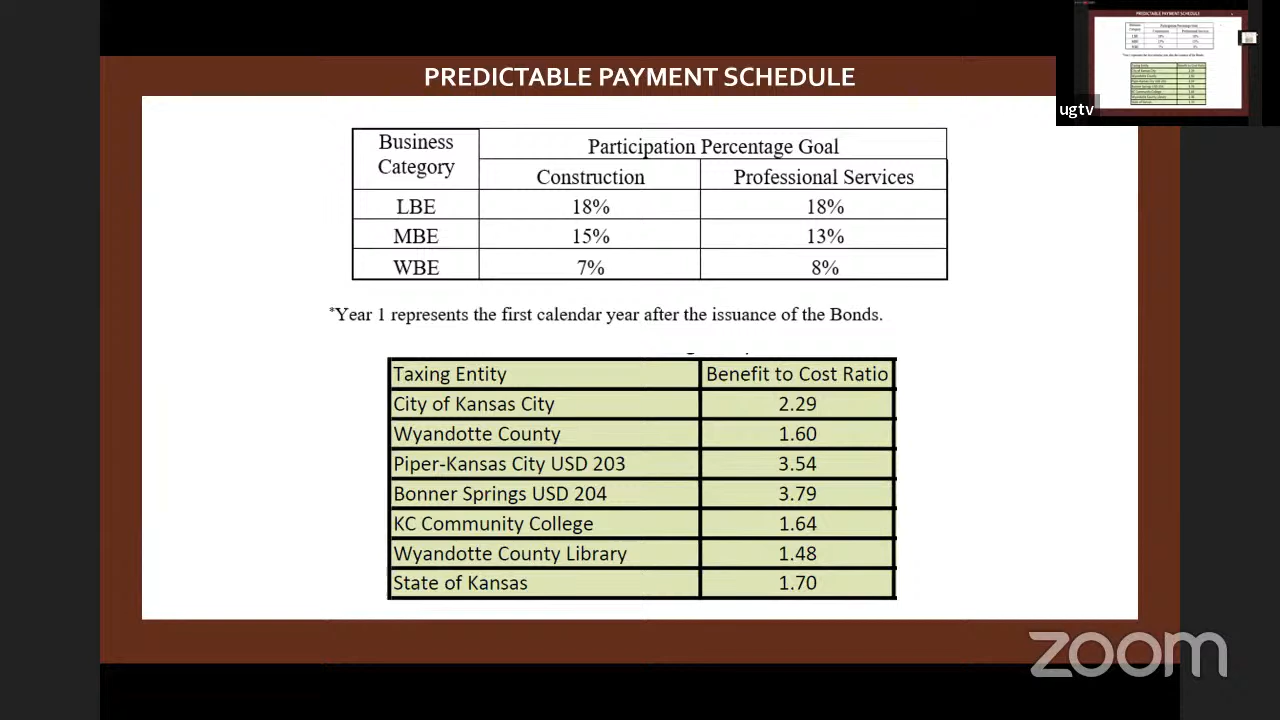 PREDICTABLE PAYMENT SCHEDULE
Business Category Participation Percentage Goal
Construction Professional Services
LBE 18% 18%
MBE 15% 13%
WBE 7% 8%
*Year 1 represents the first calendar year after the issuance of the Bonds.
Taxing Entity Benefit to Cost Ratio
City of Kansas City 2.29
Wyandotte County 1.60
Piper-Kansas City USD 203 3.54
Bonner Springs USD 204 3.79
KC Community College 1.64
Wyandotte County Library 1.48
State of Kansas 1.70
PREDICTABLE PAYMENT SCHEDULE
ugtv
zoom